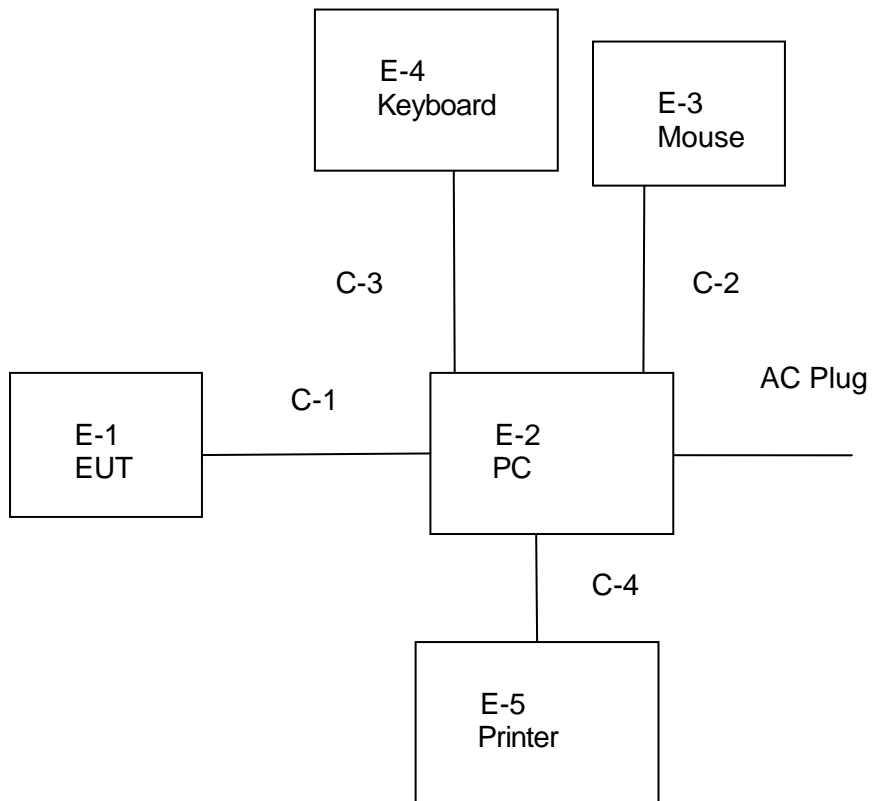 E-4
Keyboard
E-3
Mouse
C-3
C-2
AC Plug
C-1
E-1
EUT
E-2
PC
C-4
E-5
Printer